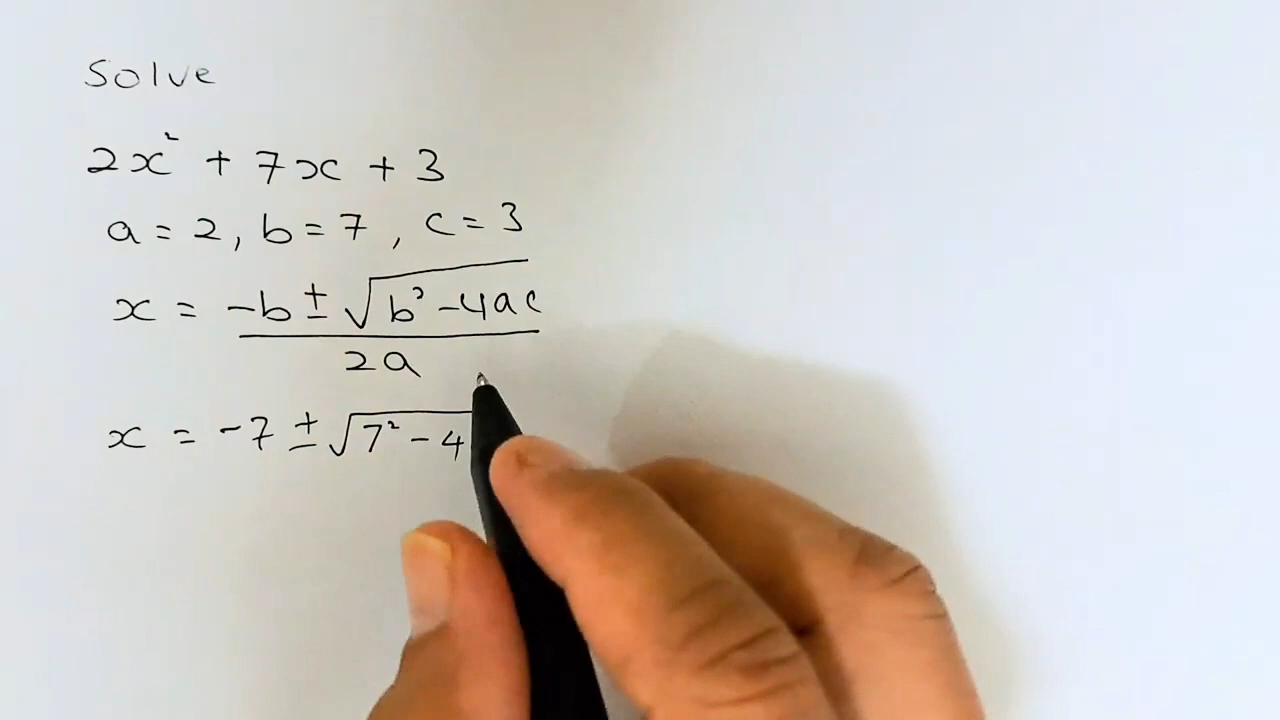 Solve
2x² + 7x + 3
a = 2, b = 7, c = 3
x = -b ± √b² - 4ac
2a
x = -7 ± √7² - 4